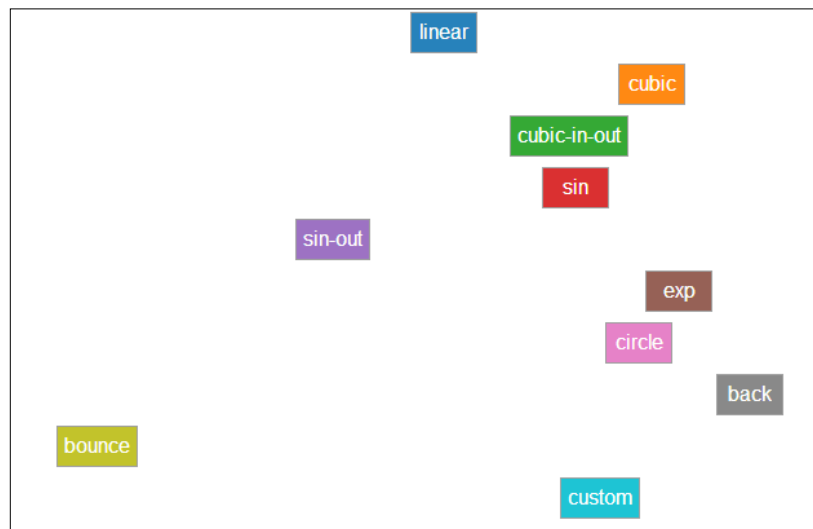 linear
cubic
cubic-in-out
sin
sin-out
exp
circle
back
bounce
custom